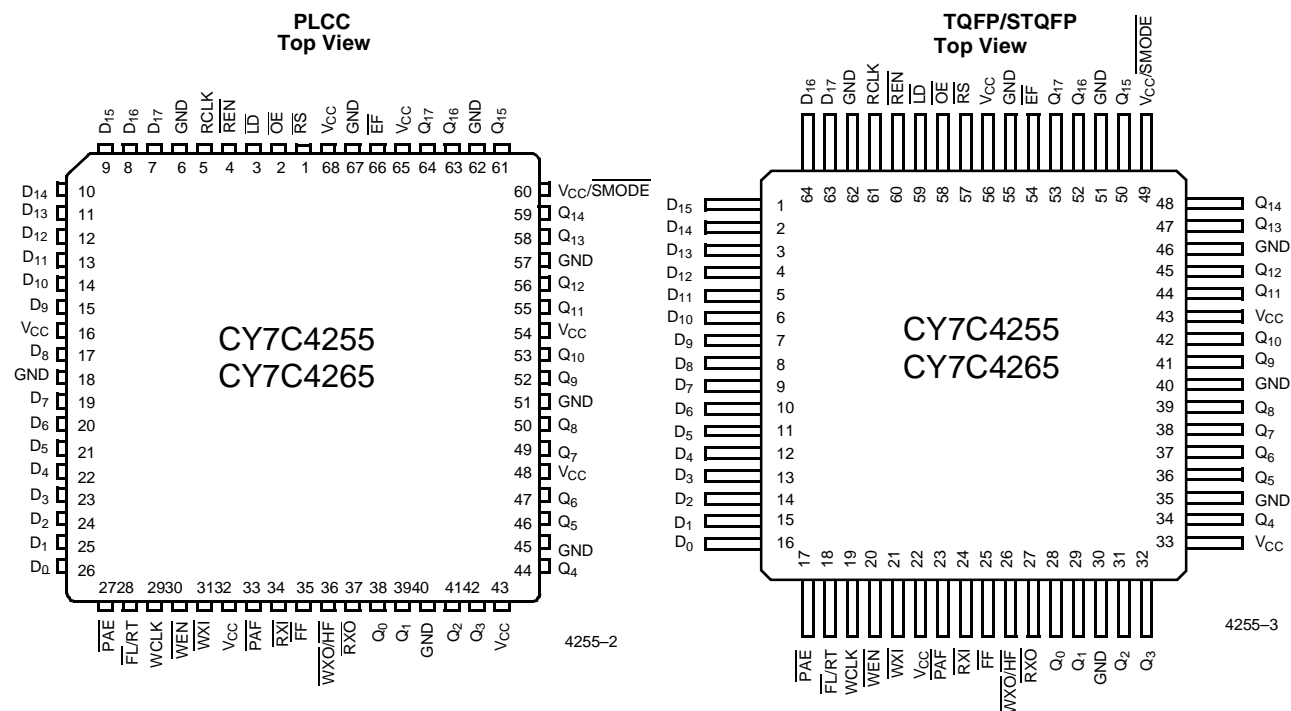 PLCC
Top View
D15 D16 D17 GND RCLK REN LD OE RS VCC GND EF VCC Q17 Q16 GND Q15
9 8 7 6 5 4 3 2 1 68 67 66 65 64 63 62 61
D14 10 60 VCC/SMODE
D13 11 59 Q14
D12 12 58 Q13
D11 13 57 GND
D10 14 56 Q12
D9 15 55 Q11
VCC 16 54 VCC
D8 17 53 Q10
GND 18 52 Q9
D7 19 51 GND
D6 20 50 Q8
D5 21 49 Q7
D4 22 48 VCC
D3 23 47 Q6
D2 24 46 Q5
D1 25 45 GND
D0 26 44 Q4
CY7C4255
CY7C4265
27 28 29 30 31 32 33 34 35 36 37 38 39 40 41 42 43
PAE FL/RT WCLK WEN WXI VCC PAF RXI FF WXO/HF RXO Q0 Q1 GND Q2 Q3 VCC
4255–2
TQFP/STQFP
Top View
D16 D17 GND RCLK REN LD OE RS VCC GND EF Q17 Q16 GND Q15 VCC/SMODE
64 63 62 61 60 59 58 57 56 55 54 53 52 51 50 49
D15 1 48 Q14
D14 2 47 Q13
D13 3 46 GND
D12 4 45 Q12
D11 5 44 Q11
D10 6 43 VCC
D9 7 42 Q10
D8 8 41 Q9
D7 9 40 GND
D6 10 39 Q8
D5 11 38 Q7
D4 12 37 Q6
D3 13 36 Q5
D2 14 35 GND
D1 15 34 Q4
D0 16 33 VCC
CY7C4255
CY7C4265
17 18 19 20 21 22 23 24 25 26 27 28 29 30 31 32
PAE FL/RT WCLK WEN WXI VCC PAF RXI FF WXO/HF RXO Q0 Q1 GND Q2 Q3
4255–3